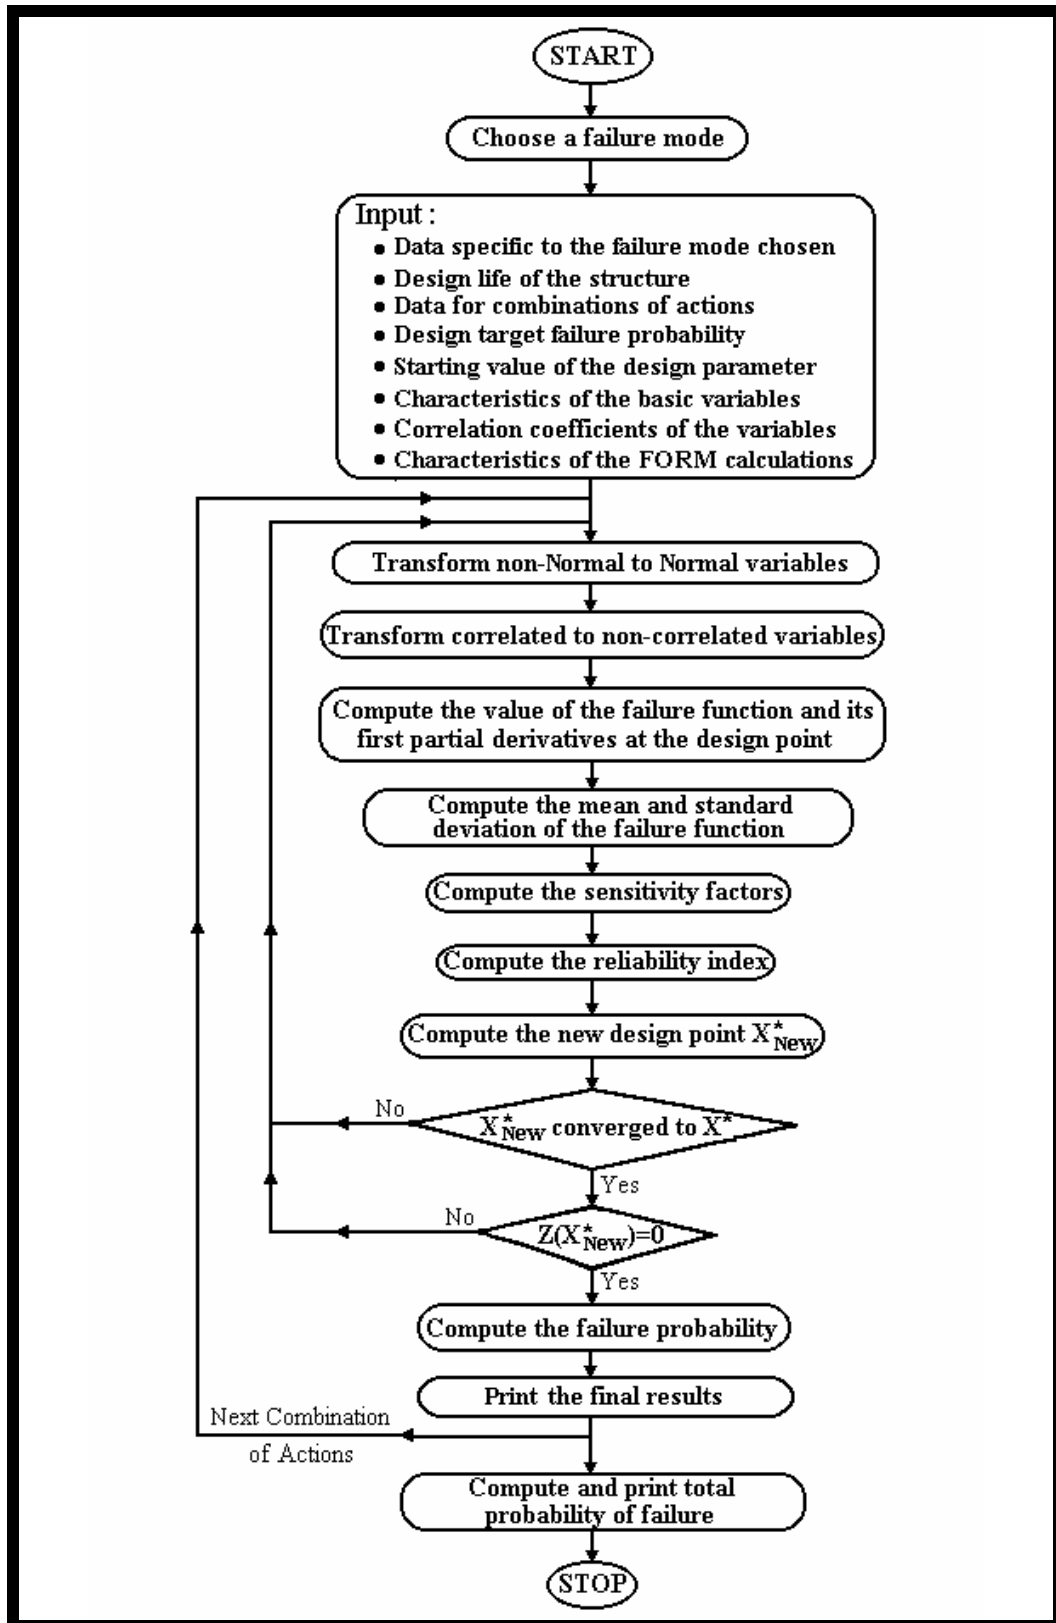 START
Choose a failure mode
Input :
• Data specific to the failure mode chosen
• Design life of the structure
• Data for combinations of actions
• Design target failure probability
• Starting value of the design parameter
• Characteristics of the basic variables
• Correlation coefficients of the variables
• Characteristics of the FORM calculations
Transform non-Normal to Normal variables
Transform correlated to non-correlated variables
Compute the value of the failure function and its
first partial derivatives at the design point
Compute the mean and standard
deviation of the failure function
Compute the sensitivity factors
Compute the reliability index
Compute the new design point X*New
No
X*New converged to X*
Yes
No
Z(X*New)=0
Yes
Compute the failure probability
Print the final results
Next Combination
of Actions
Compute and print total
probability of failure
STOP